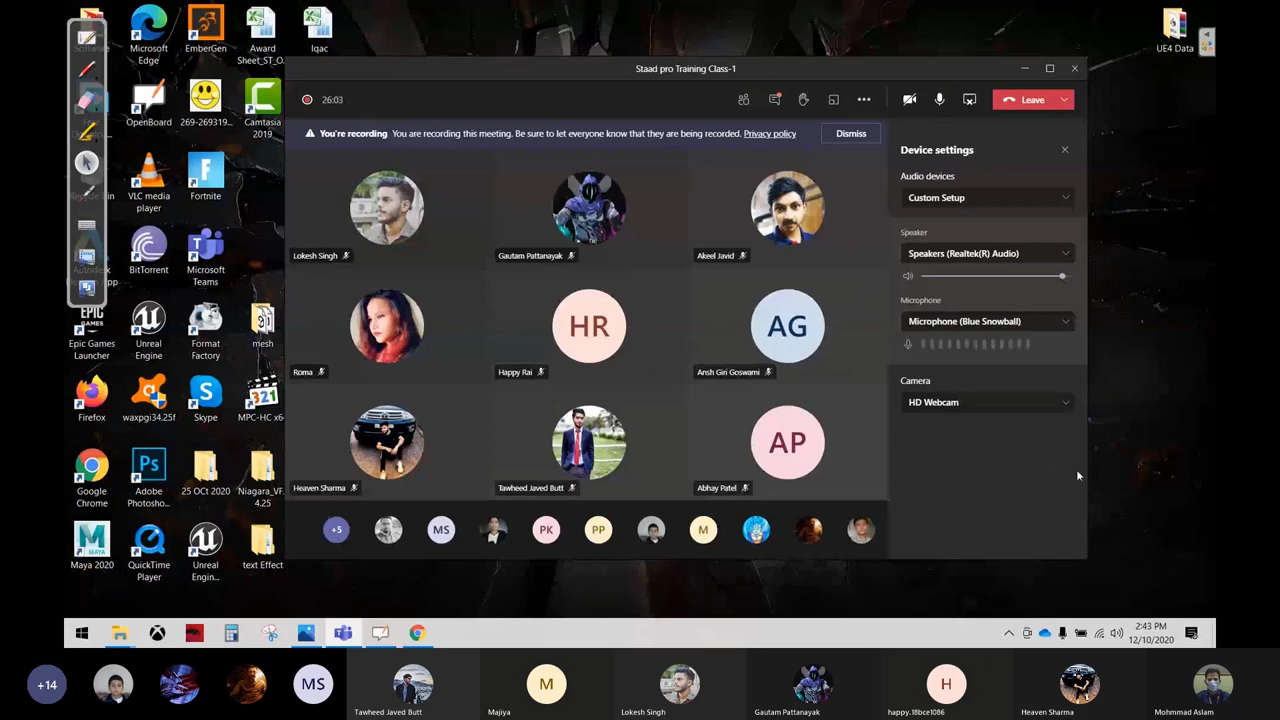 Microsoft Edge
EmberGen
Award Sheet_ST_O...
Iqac
UE4 Data
OpenBoard
269-269319...
Camtasia 2019
VLC media player
Fortnite
BitTorrent
Microsoft Teams
Epic Games Launcher
Unreal Engine
Format Factory
mesh
Firefox
waxpgi34.25f
Skype
MPC-HC x6
Google Chrome
Adobe Photosho...
25 OCt 2020
Niagara_VF 4.25
Maya 2020
QuickTime Player
Unreal Engin...
text Effect
Staad pro Training Class-1
26:03
Leave
You're recording You are recording this meeting. Be sure to let everyone know that they are being recorded. Privacy policy
Dismiss
Lokesh Singh
Gautam Pattanayak
Akeel Javid
HR
AG
Roma
Happy Rai
Ansh Giri Goswami
AP
Heaven Sharma
Tawheed Javed Butt
Abhay Patel
+5
MS
PK
PP
M
Device settings
Audio devices
Custom Setup
Speaker
Speakers (Realtek(R) Audio)
Microphone
Microphone (Blue Snowball)
Camera
HD Webcam
2:43 PM
12/10/2020
+14
MS
M
H
Tawheed Javed Butt
Majiya
Lokesh Singh
Gautam Pattanayak
happy.18bce1086
Heaven Sharma
Mohmmad Aslam